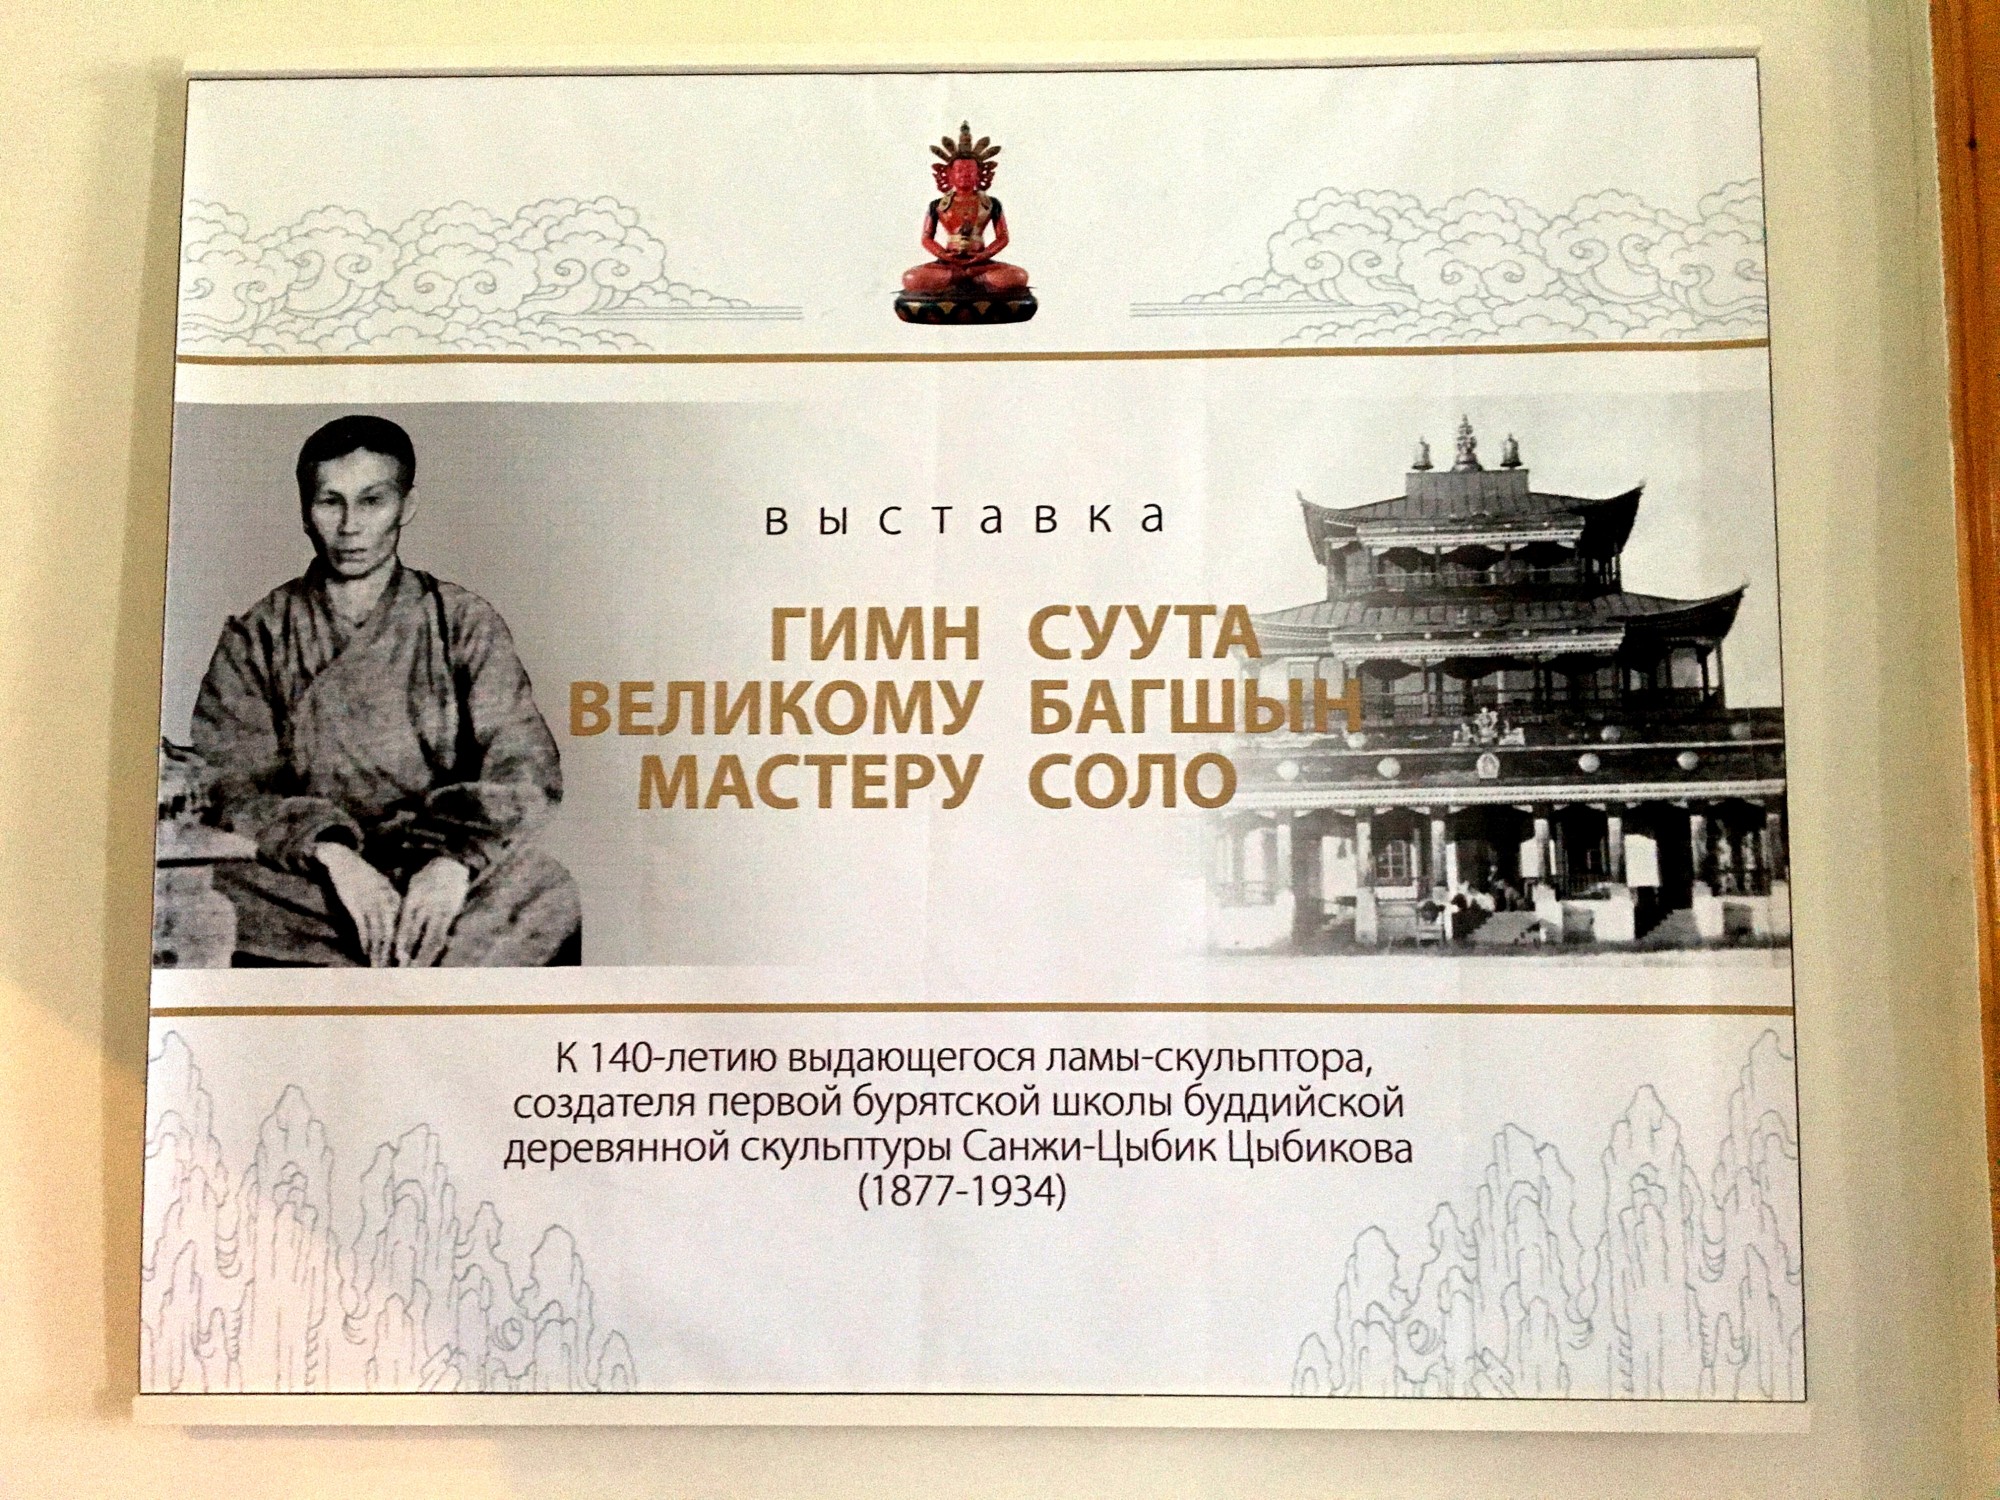 выставка
ГИМН СУУТА
ВЕЛИКОМУ БАГШЫН
МАСТЕРУ СОЛО
К 140-летию выдающегося ламы-скульптора,
создателя первой бурятской школы буддийской
деревянной скульптуры Санжи-Цыбик Цыбикова
(1877-1934)